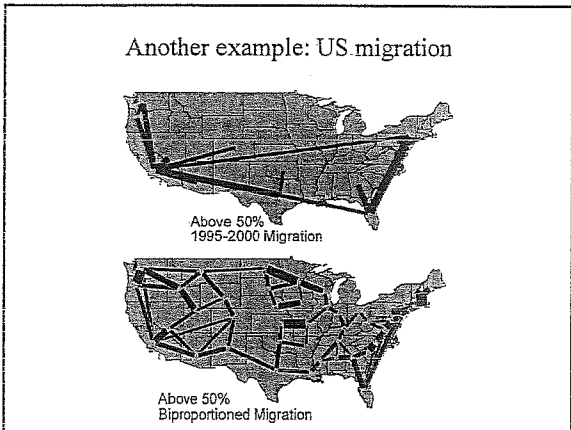 Another example: US migration
Above 50%
1995-2000 Migration
Above 50%
Biproportioned Migration